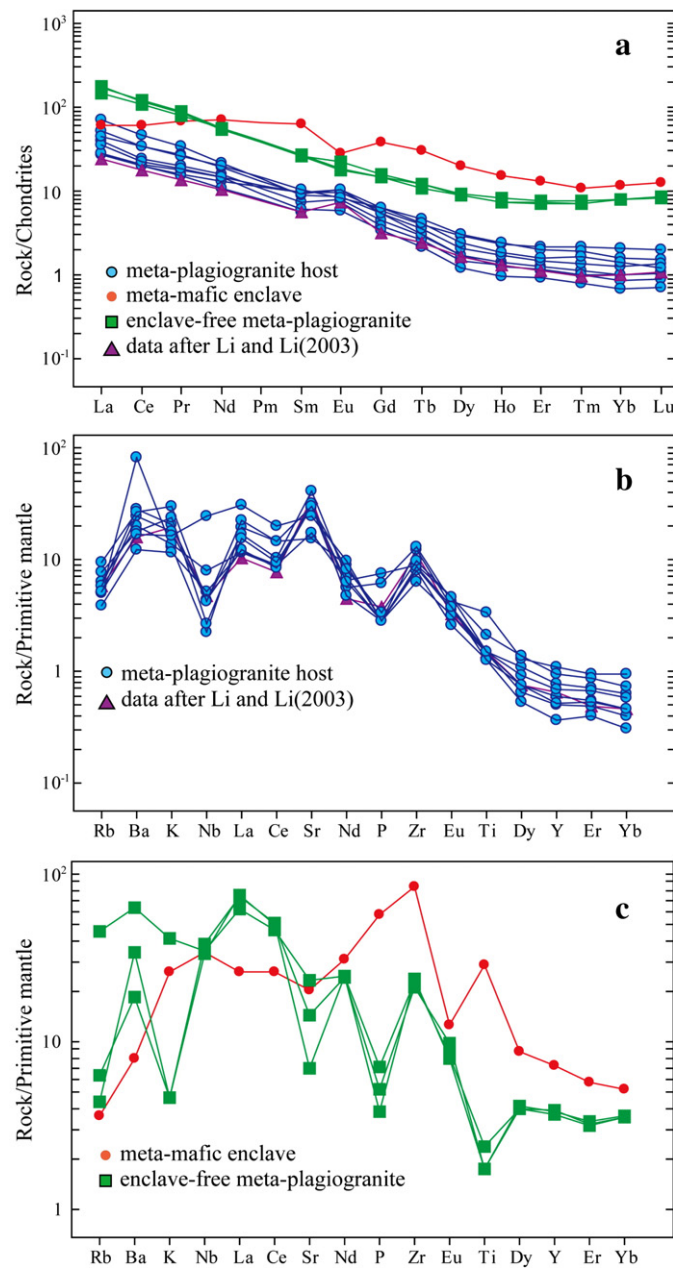 a
10³
10²
10
1
10⁻¹
Rock/Chondrites
meta-plagiogranite host
meta-mafic enclave
enclave-free meta-plagiogranite
data after Li and Li(2003)
La Ce Pr Nd Pm Sm Eu Gd Tb Dy Ho Er Tm Yb Lu
b
10²
10
1
10⁻¹
Rock/Primitive mantle
meta-plagiogranite host
data after Li and Li(2003)
Rb Ba K Nb La Ce Sr Nd P Zr Eu Ti Dy Y Er Yb
c
10²
10
1
Rock/Primitive mantle
meta-mafic enclave
enclave-free meta-plagiogranite
Rb Ba K Nb La Ce Sr Nd P Zr Eu Ti Dy Y Er Yb